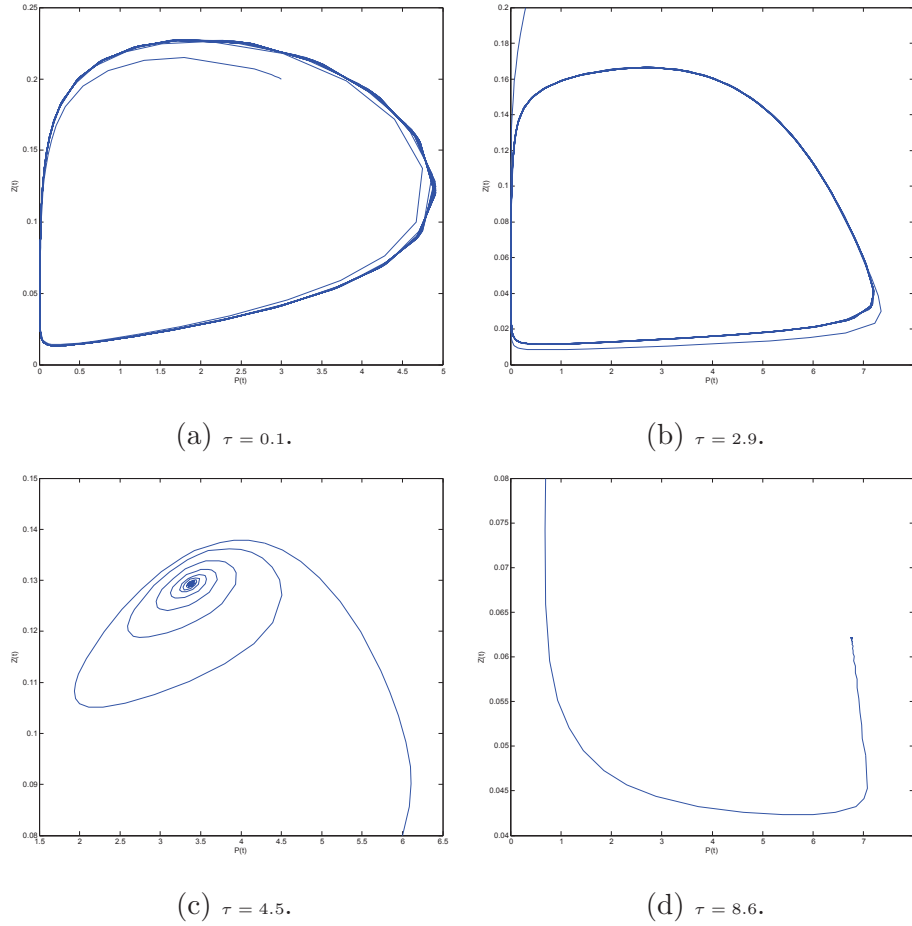 0.25
0.2
0.15
0.1
0.05
0
Z(t)
0 0.5 1 1.5 2 2.5 3 3.5 4 4.5 5
P(t)
(a) τ = 0.1.
0.2
0.18
0.16
0.14
0.12
0.1
0.08
0.06
0.04
0.02
0
Z(t)
0 1 2 3 4 5 6 7
P(t)
(b) τ = 2.9.
0.15
0.14
0.13
0.12
0.11
0.1
0.09
0.08
Z(t)
1.5 2 2.5 3 3.5 4 4.5 5 5.5 6 6.5
P(t)
(c) τ = 4.5.
0.08
0.075
0.07
0.065
0.06
0.055
0.05
0.045
0.04
Z(t)
0 1 2 3 4 5 6 7
P(t)
(d) τ = 8.6.